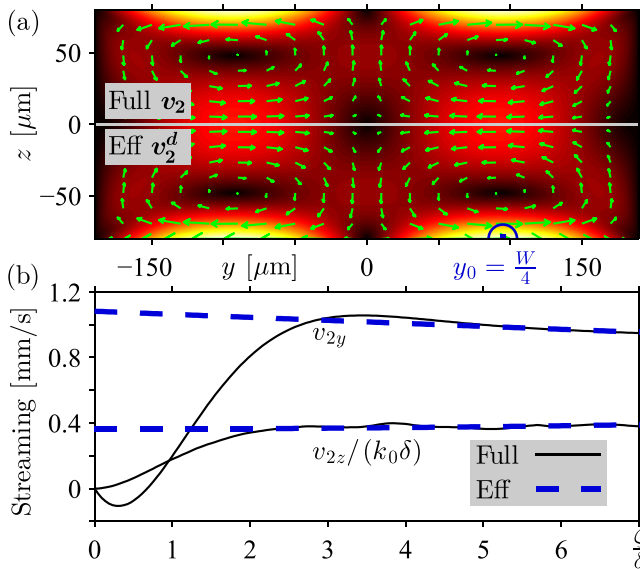 (a)
50
0
−50
z [μm]
Full v₂
Eff v₂ᵈ
−150
y [μm]
0
y₀ = W/4
150
(b)
1.2
0.8
0.4
0
Streaming [mm/s]
v₂y
v₂z/(k₀δ)
Full
Eff
0 1 2 3 4 5 6